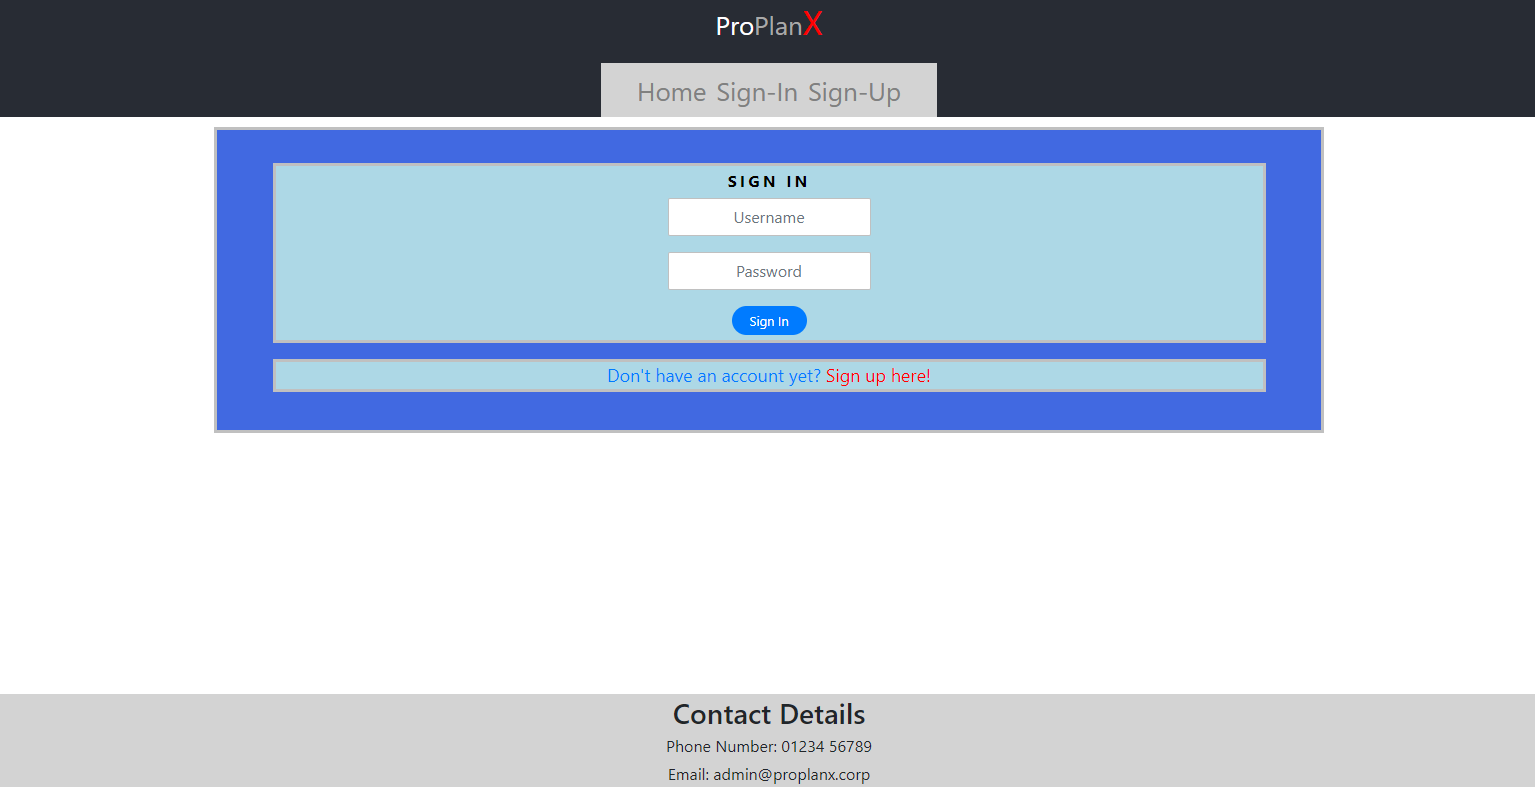 ProPlanX
Home Sign-In Sign-Up
SIGN IN
Username
Password
Sign In
Don't have an account yet? Sign up here!
Contact Details
Phone Number: 01234 56789
Email: admin@proplanx.corp